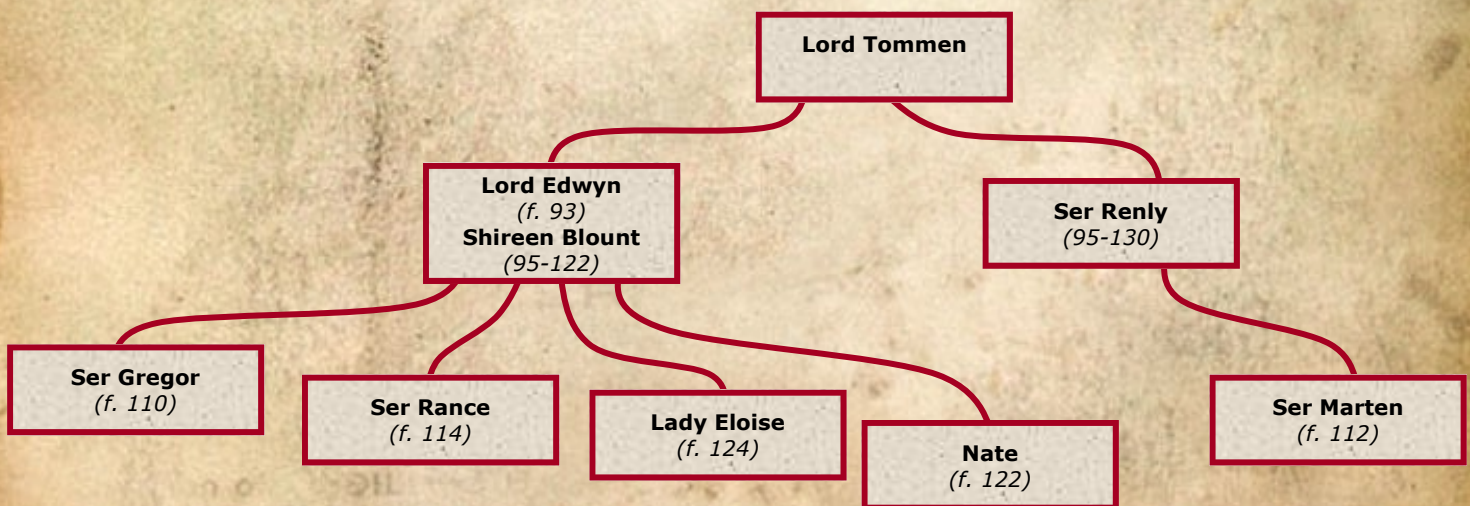 Lord Tommen
Lord Edwyn
(f. 93)
Shireen Blount
(95-122)
Ser Renly
(95-130)
Ser Gregor
(f. 110)
Ser Rance
(f. 114)
Lady Eloise
(f. 124)
Nate
(f. 122)
Ser Marten
(f. 112)